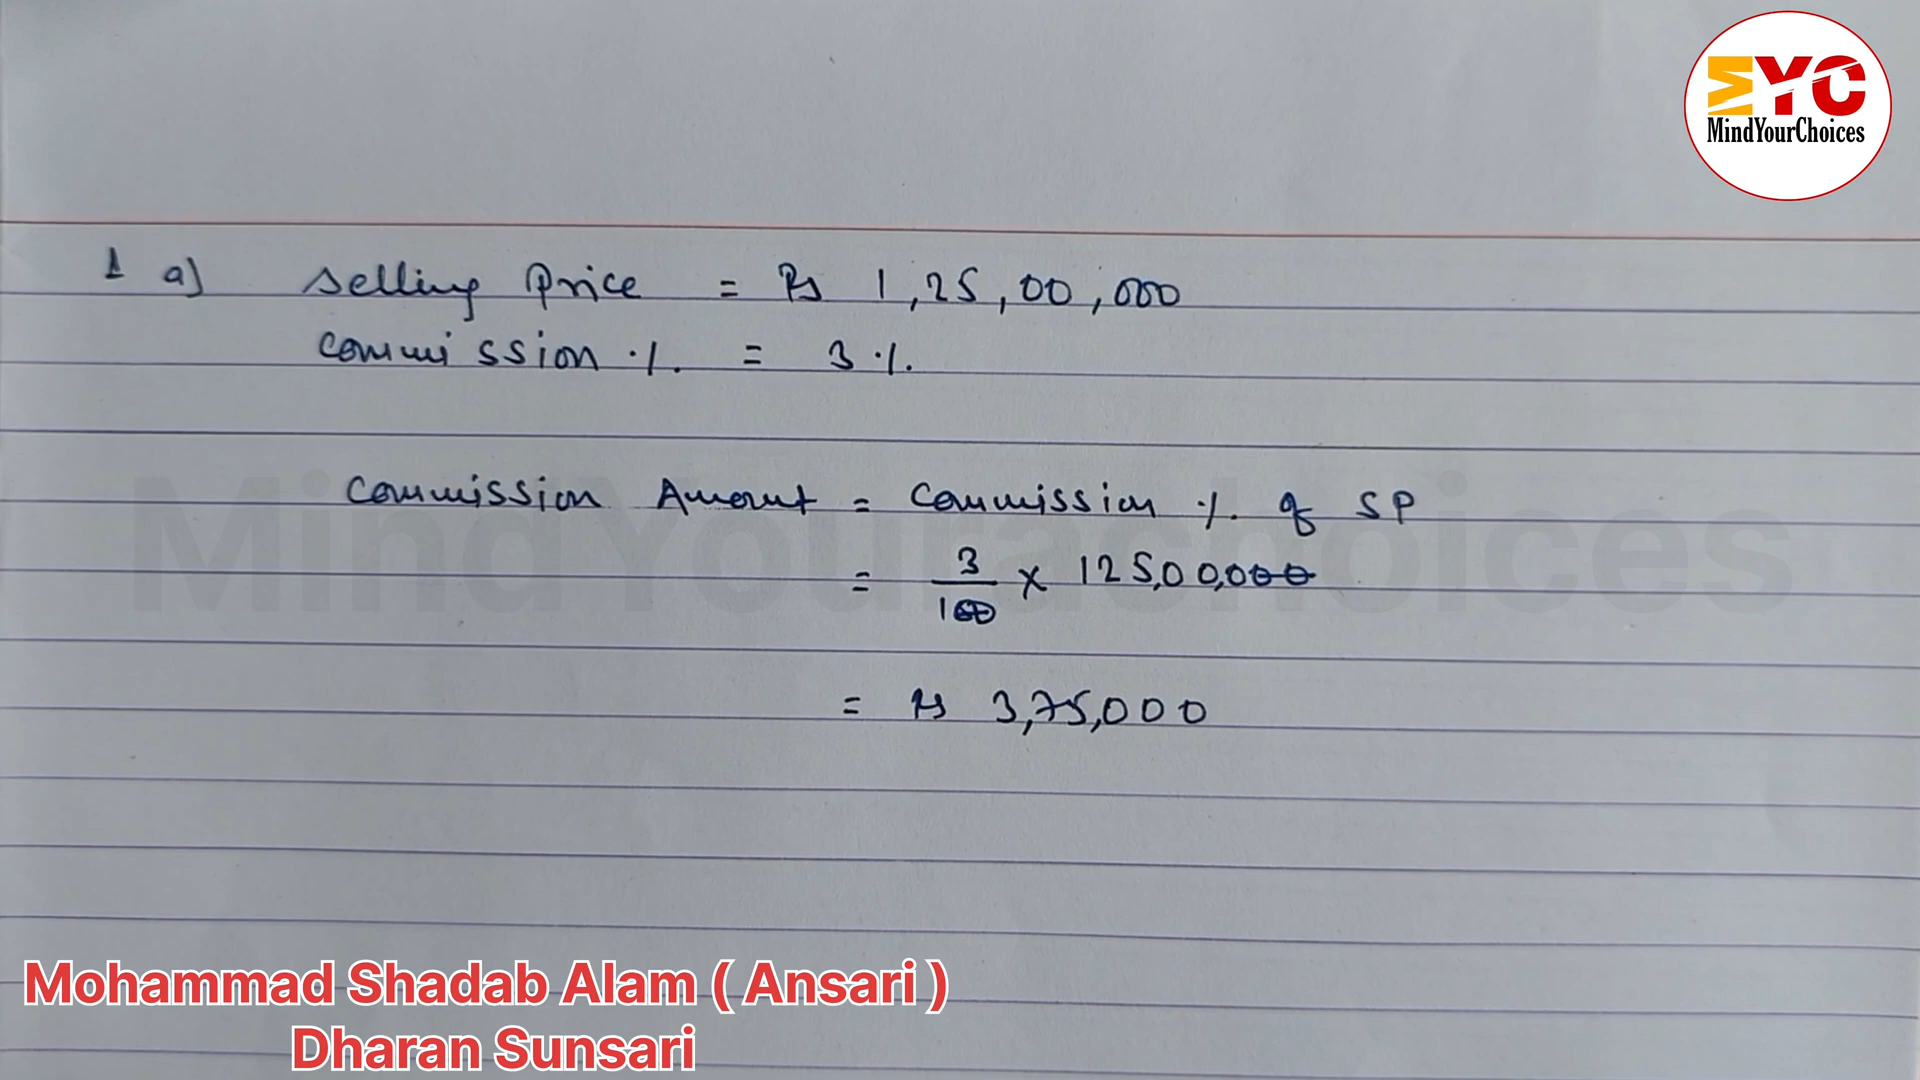 MYC
MindYourChoices
1 a) Selling Price = Rs 1,25,00,000
Commission % = 3 %
Commission Amount = Commission % of SP
= 3/100 × 125,00,000
= Rs 3,75,000
MindYourachoices
Mohammad Shadab Alam ( Ansari )
Dharan Sunsari